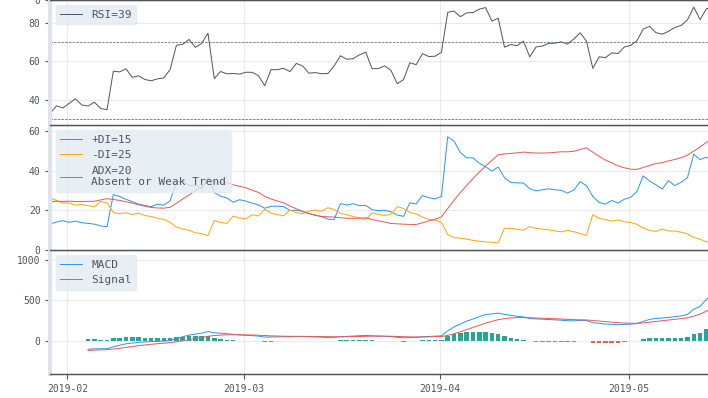 0
RSI=39
80
60
40
60
+DI=15
-DI=25
40
ADX=20
Absent or Weak Trend
20
0
1000
MACD
Signal
500
0
2019-02 2019-03 2019-04 2019-05